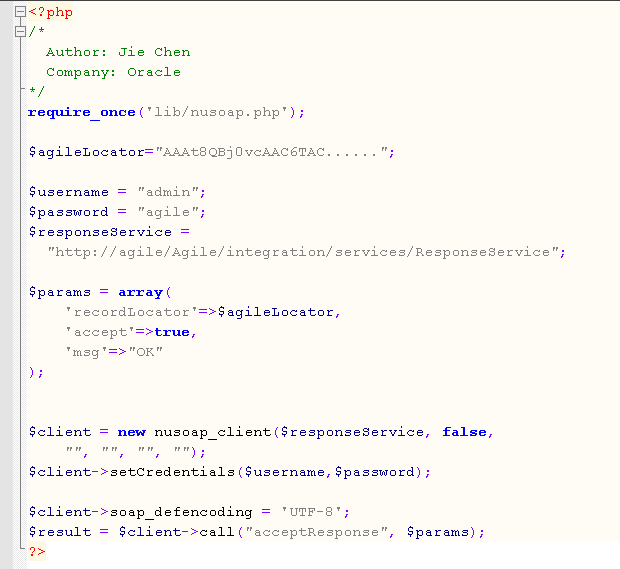 <?php
/*
Author: Jie Chen
Company: Oracle
*/
require_once('lib/nusoap.php');
$agileLocator="AAAt8QBj0vcAAC6TAC......";
$username = "admin";
$password = "agile";
$responseService =
"http://agile/Agile/integration/services/ResponseService";
$params = array(
'recordLocator'=>$agileLocator,
'accept'=>true,
'msg'=>"OK"
);
$client = new nusoap_client($responseService, false,
"", "", "", "");
$client->setCredentials($username,$password);
$client->soap_defencoding = 'UTF-8';
$result = $client->call("acceptResponse", $params);
?>